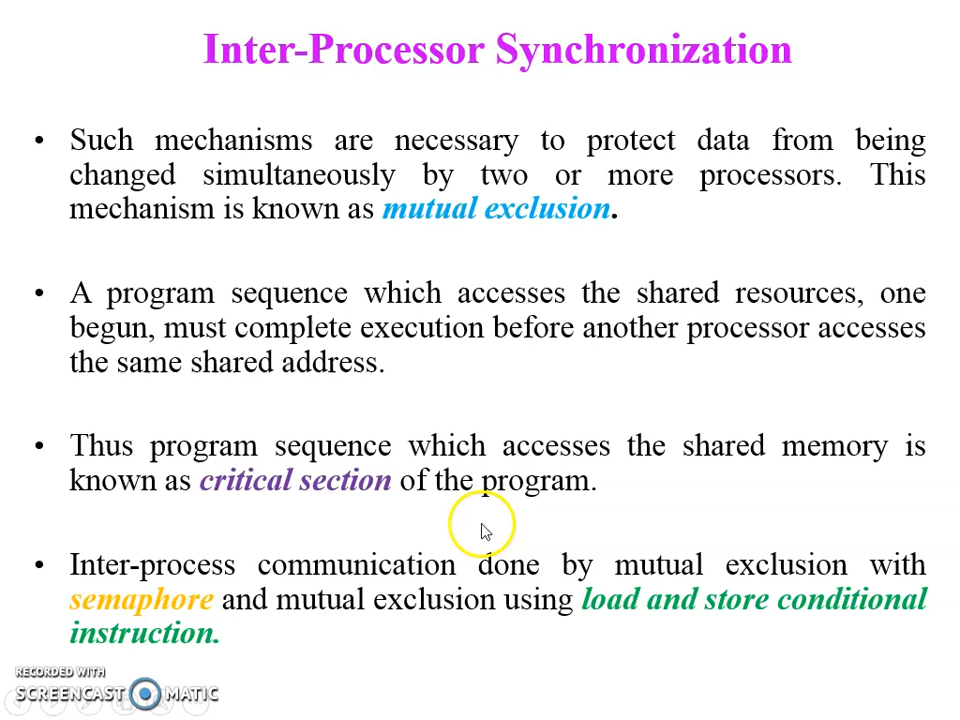 Inter-Processor Synchronization
• Such mechanisms are necessary to protect data from being
changed simultaneously by two or more processors. This
mechanism is known as mutual exclusion.
• A program sequence which accesses the shared resources, one
begun, must complete execution before another processor accesses
the same shared address.
• Thus program sequence which accesses the shared memory is
known as critical section of the program.
• Inter-process communication done by mutual exclusion with
semaphore and mutual exclusion using load and store conditional
instruction.
RECORDED WITH
SCREENCAST MATIC